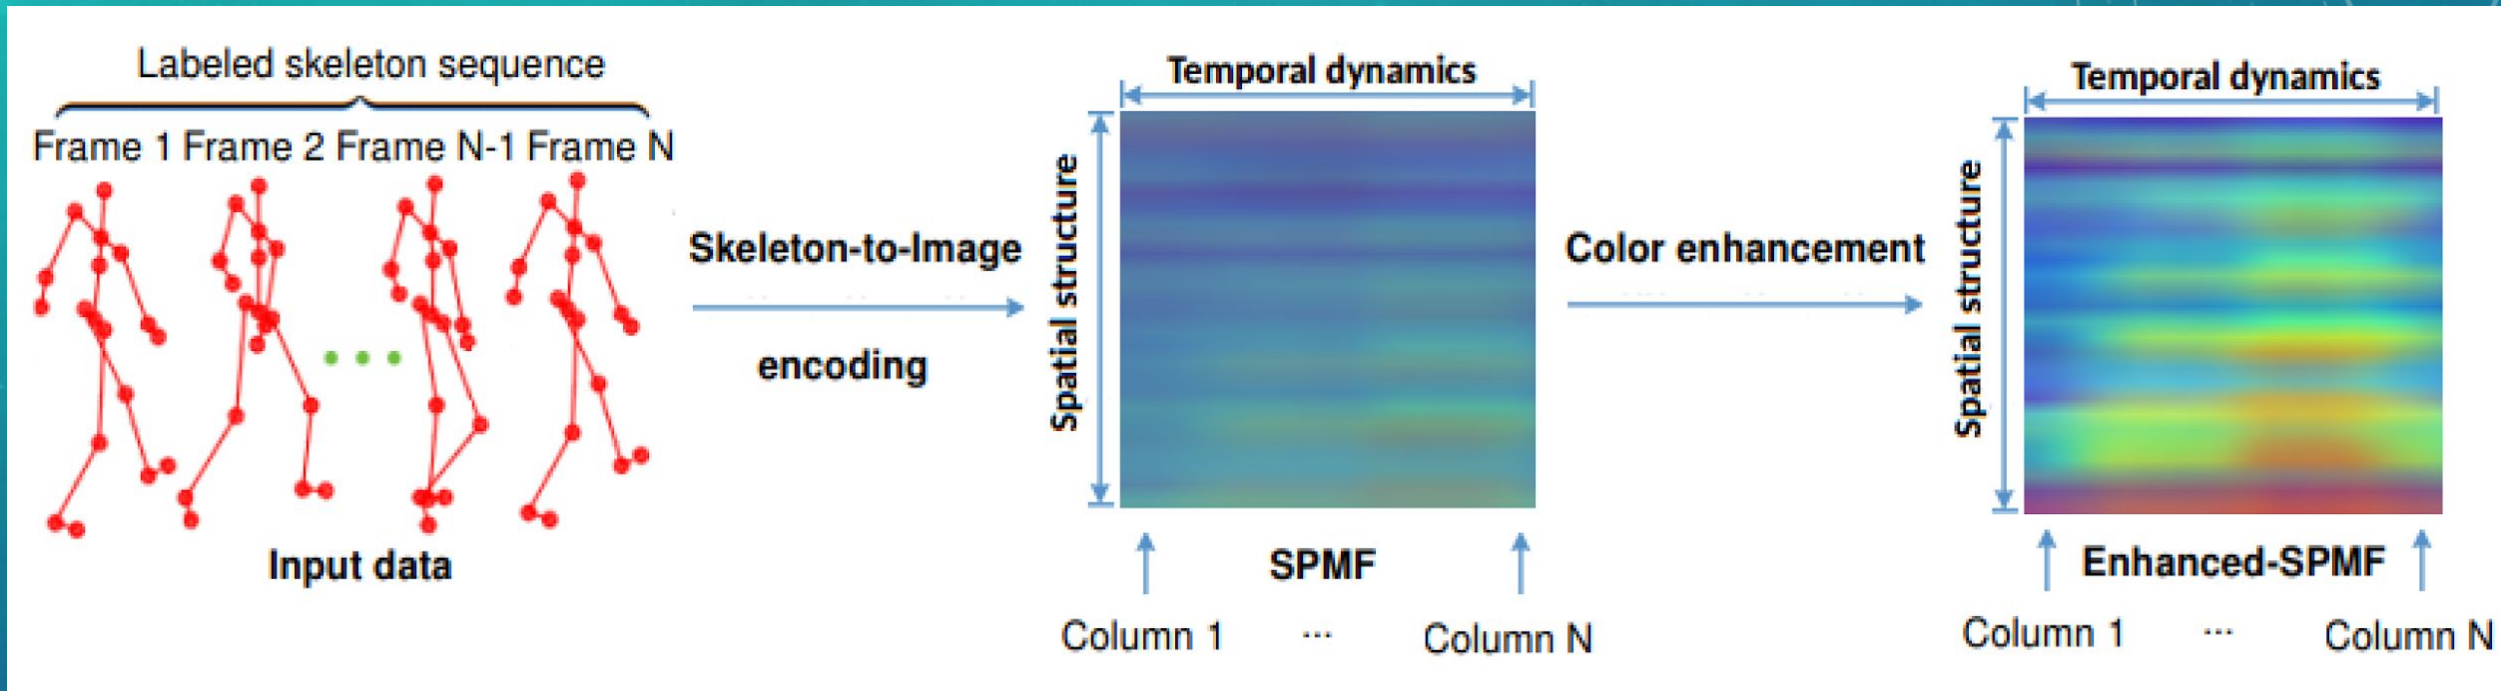 Labeled skeleton sequence
Frame 1 Frame 2 Frame N-1 Frame N
Input data
Skeleton-to-Image
encoding
Temporal dynamics
Spatial structure
SPMF
Column 1 ... Column N
Color enhancement
Temporal dynamics
Spatial structure
Enhanced-SPMF
Column 1 ... Column N